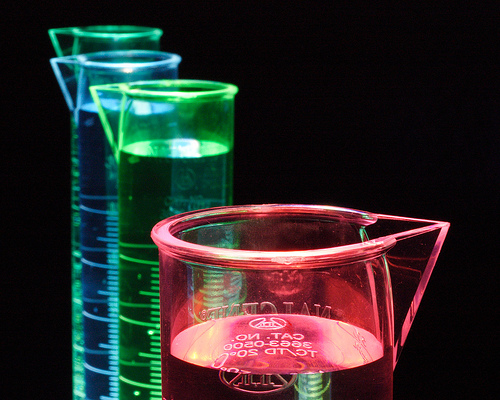 NALGENE®
CAT. NO.
3663-0500
TC/TD 20°C